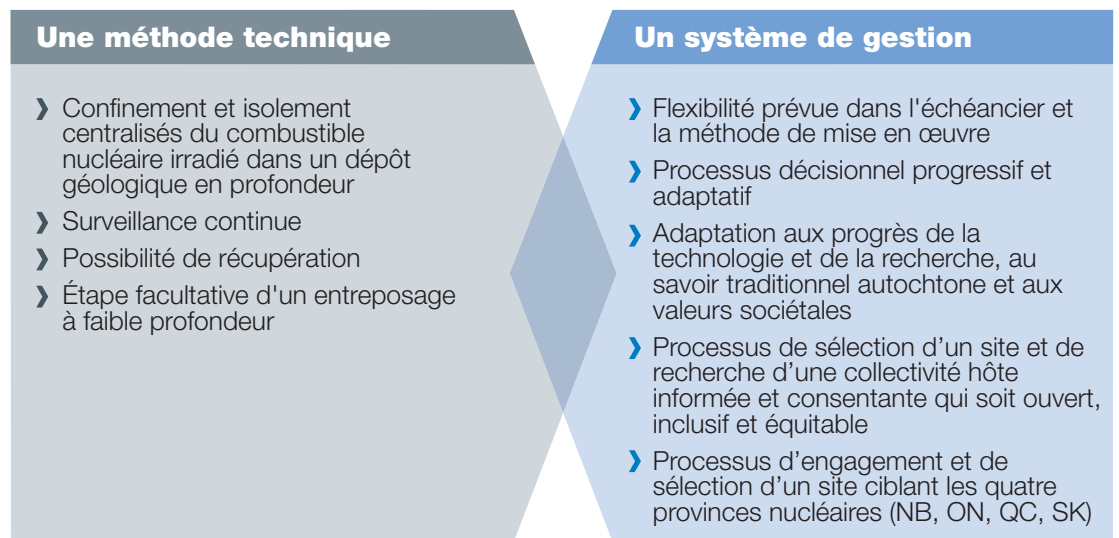 Une méthode technique
❱ Confinement et isolement
centralisés du combustible
nucléaire irradié dans un dépôt
géologique en profondeur
❱ Surveillance continue
❱ Possibilité de récupération
❱ Étape facultative d'un entreposage
à faible profondeur
Un système de gestion
❱ Flexibilité prévue dans l'échéancier et
la méthode de mise en œuvre
❱ Processus décisionnel progressif et
adaptatif
❱ Adaptation aux progrès de la
technologie et de la recherche, au
savoir traditionnel autochtone et aux
valeurs sociétales
❱ Processus de sélection d’un site et de
recherche d’une collectivité hôte
informée et consentante qui soit ouvert,
inclusif et équitable
❱ Processus d’engagement et de
sélection d’un site ciblant les quatre
provinces nucléaires (NB, ON, QC, SK)